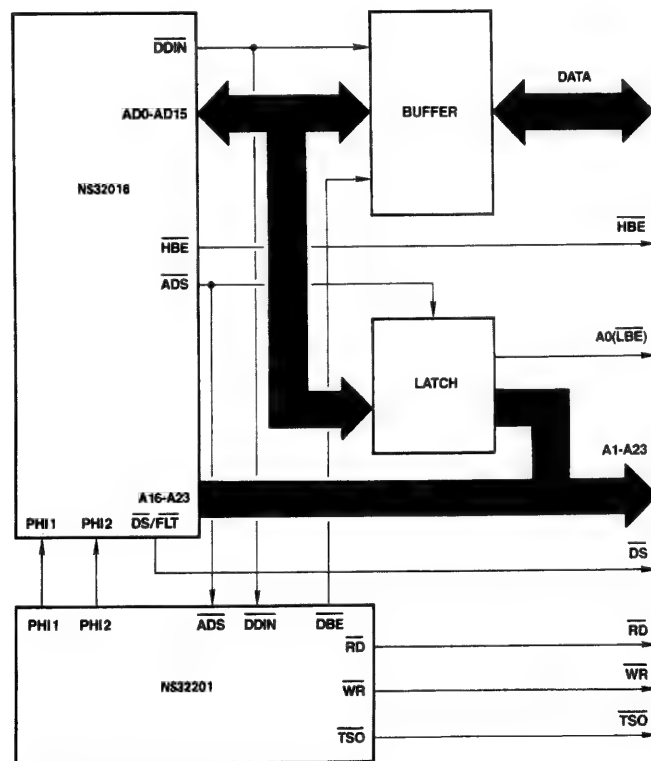 DDIN
DATA
AD0-AD15
BUFFER
NS32016
HBE
HBE
ADS
A0(LBE)
LATCH
A1-A23
A16-A23
PHI1 PHI2 DS/FLT
DS
PHI1 PHI2 ADS DDIN DBE
RD
RD
NS32201
WR
WR
TSO
TSO